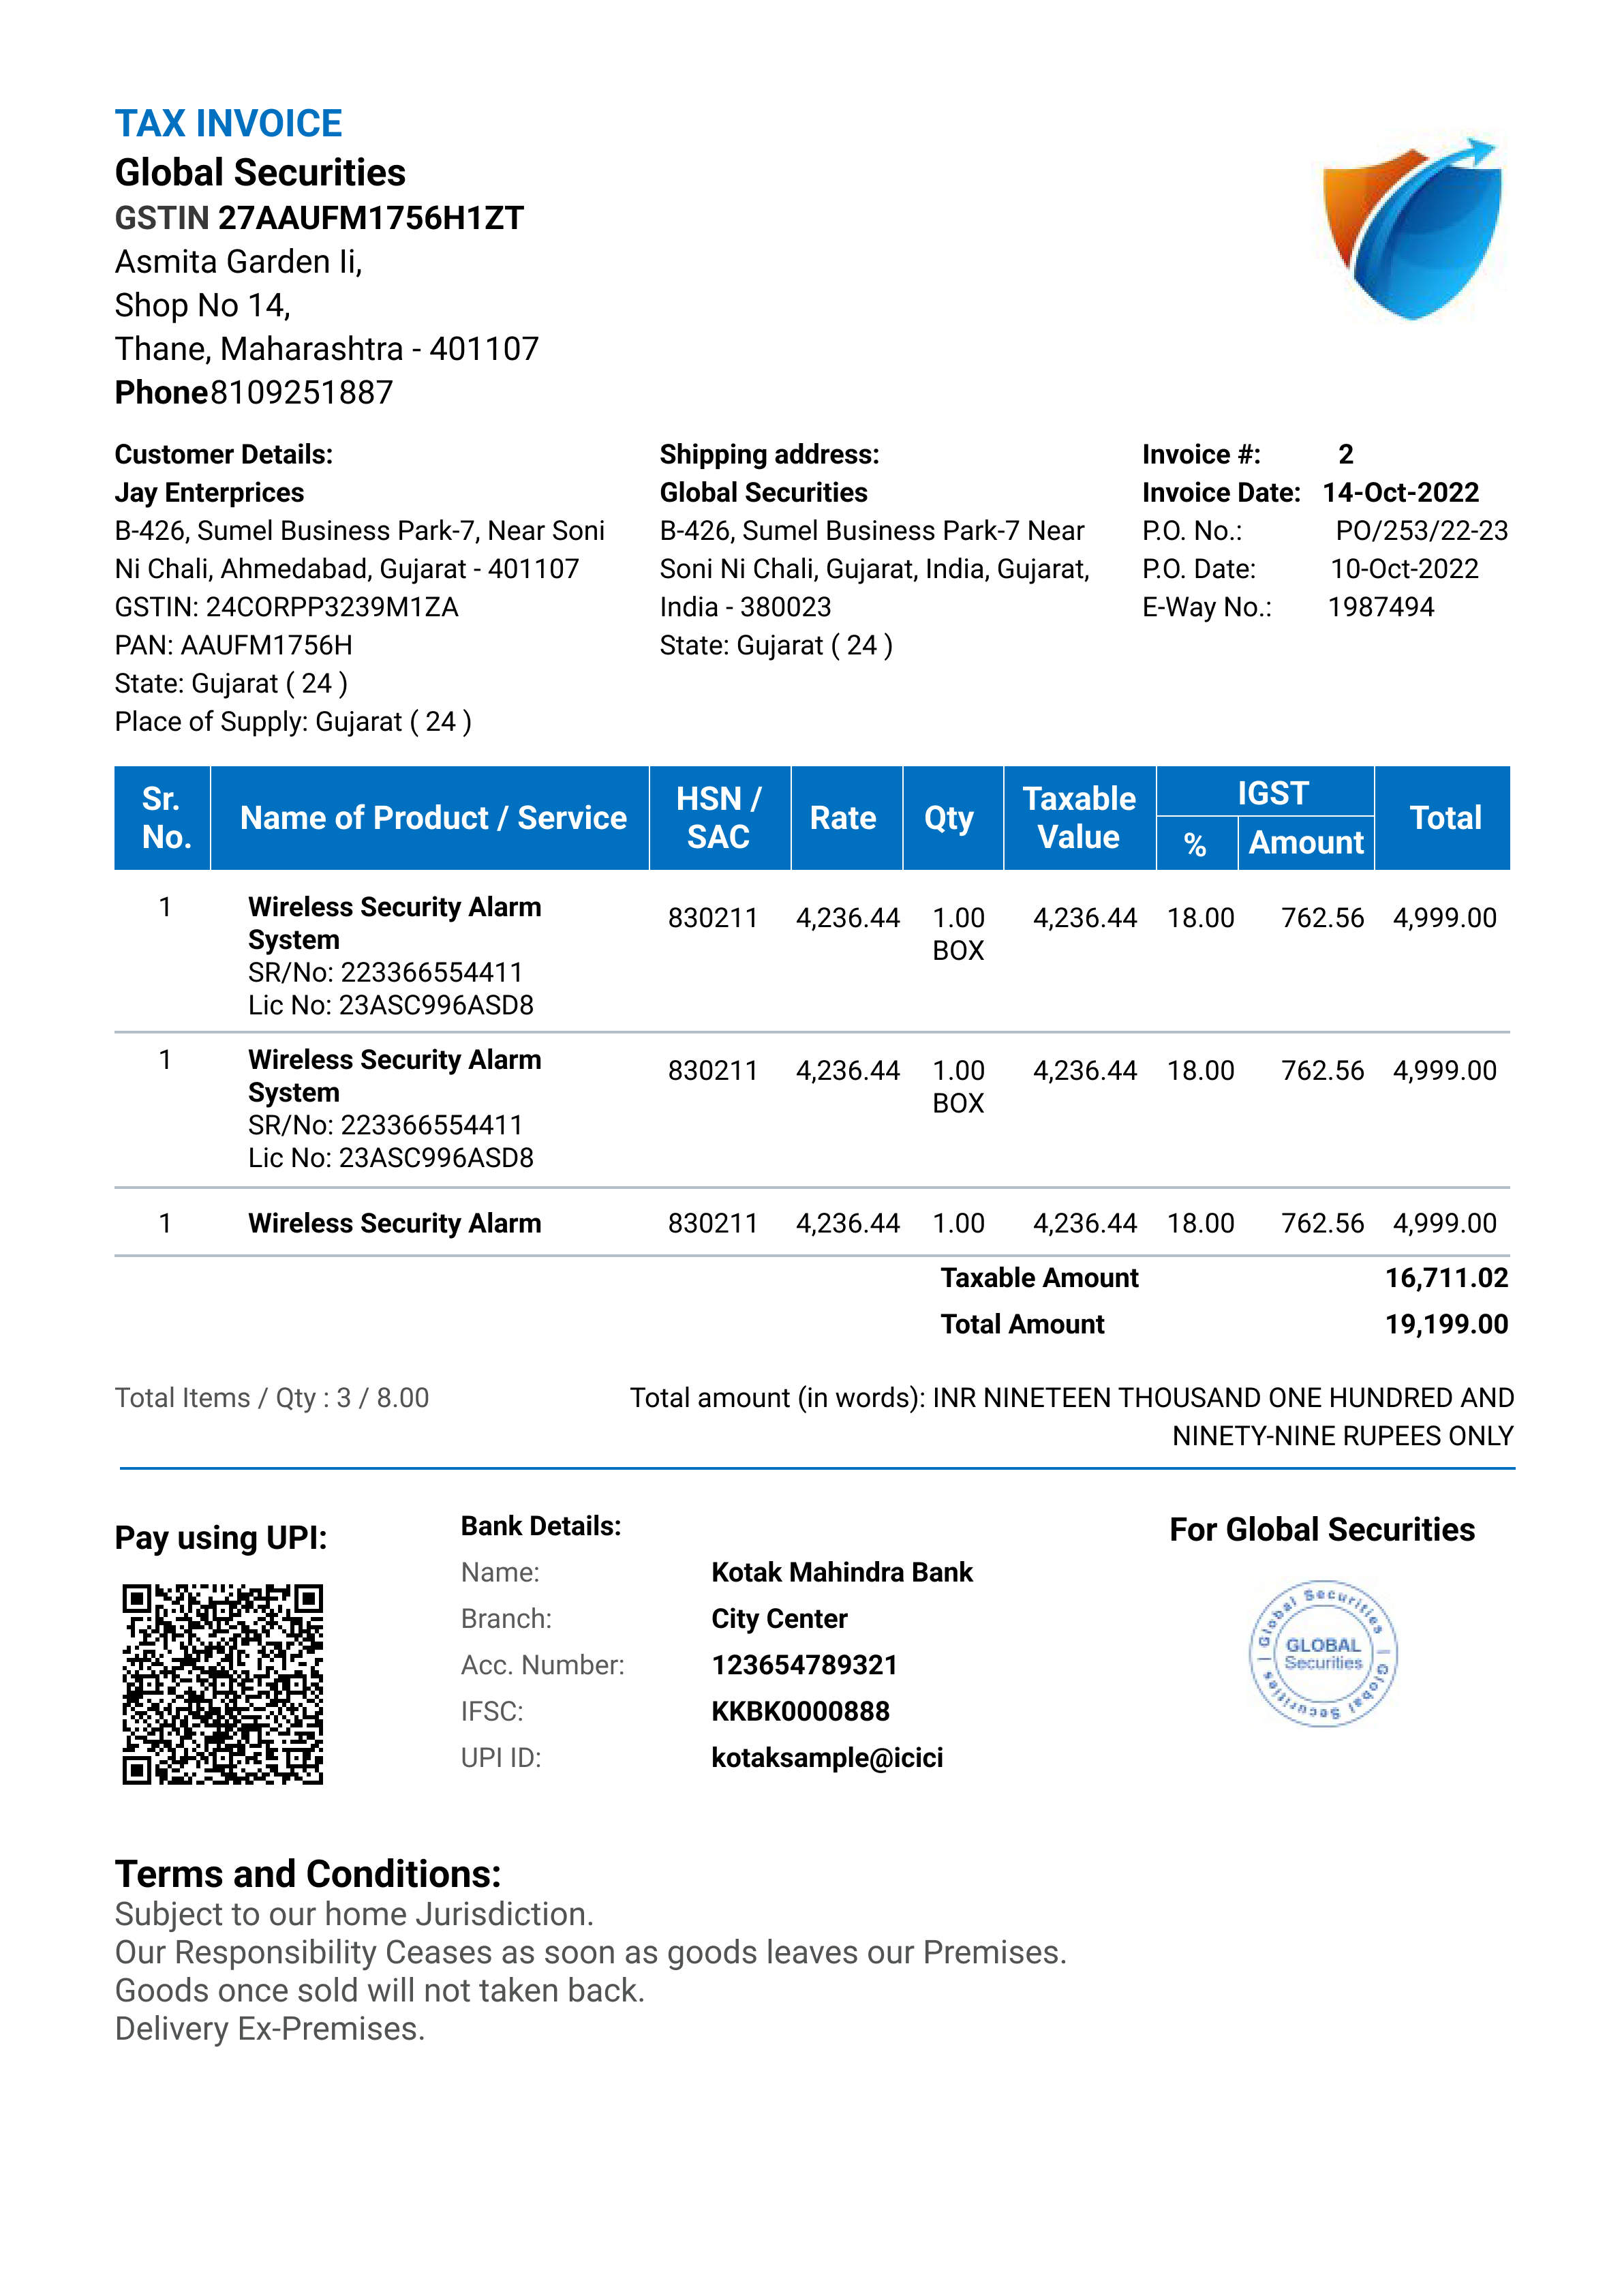 TAX INVOICE
Global Securities
GSTIN 27AAUFM1756H1ZT
Asmita Garden Ii,
Shop No 14,
Thane, Maharashtra - 401107
Phone8109251887
Customer Details:
Jay Enterprices
B-426, Sumel Business Park-7, Near Soni
Ni Chali, Ahmedabad, Gujarat - 401107
GSTIN: 24CORPP3239M1ZA
PAN: AAUFM1756H
State: Gujarat ( 24 )
Place of Supply: Gujarat ( 24 )
Shipping address:
Global Securities
B-426, Sumel Business Park-7 Near
Soni Ni Chali, Gujarat, India, Gujarat,
India - 380023
State: Gujarat ( 24 )
Invoice #: 2
Invoice Date: 14-Oct-2022
P.O. No.: PO/253/22-23
P.O. Date: 10-Oct-2022
E-Way No.: 1987494
Sr. No. Name of Product / Service HSN / SAC Rate Qty Taxable Value IGST % Amount Total
1 Wireless Security Alarm 830211 4,236.44 1.00 4,236.44 18.00 762.56 4,999.00
System BOX
SR/No: 223366554411
Lic No: 23ASC996ASD8
1 Wireless Security Alarm 830211 4,236.44 1.00 4,236.44 18.00 762.56 4,999.00
System BOX
SR/No: 223366554411
Lic No: 23ASC996ASD8
1 Wireless Security Alarm 830211 4,236.44 1.00 4,236.44 18.00 762.56 4,999.00
Taxable Amount 16,711.02
Total Amount 19,199.00
Total Items / Qty : 3 / 8.00
Total amount (in words): INR NINETEEN THOUSAND ONE HUNDRED AND
NINETY-NINE RUPEES ONLY
Pay using UPI:
Bank Details:
Name: Kotak Mahindra Bank
Branch: City Center
Acc. Number: 123654789321
IFSC: KKBK0000888
UPI ID: kotaksample@icici
For Global Securities
Global Securities | Global Securities |
GLOBAL
Securities
Terms and Conditions:
Subject to our home Jurisdiction.
Our Responsibility Ceases as soon as goods leaves our Premises.
Goods once sold will not taken back.
Delivery Ex-Premises.